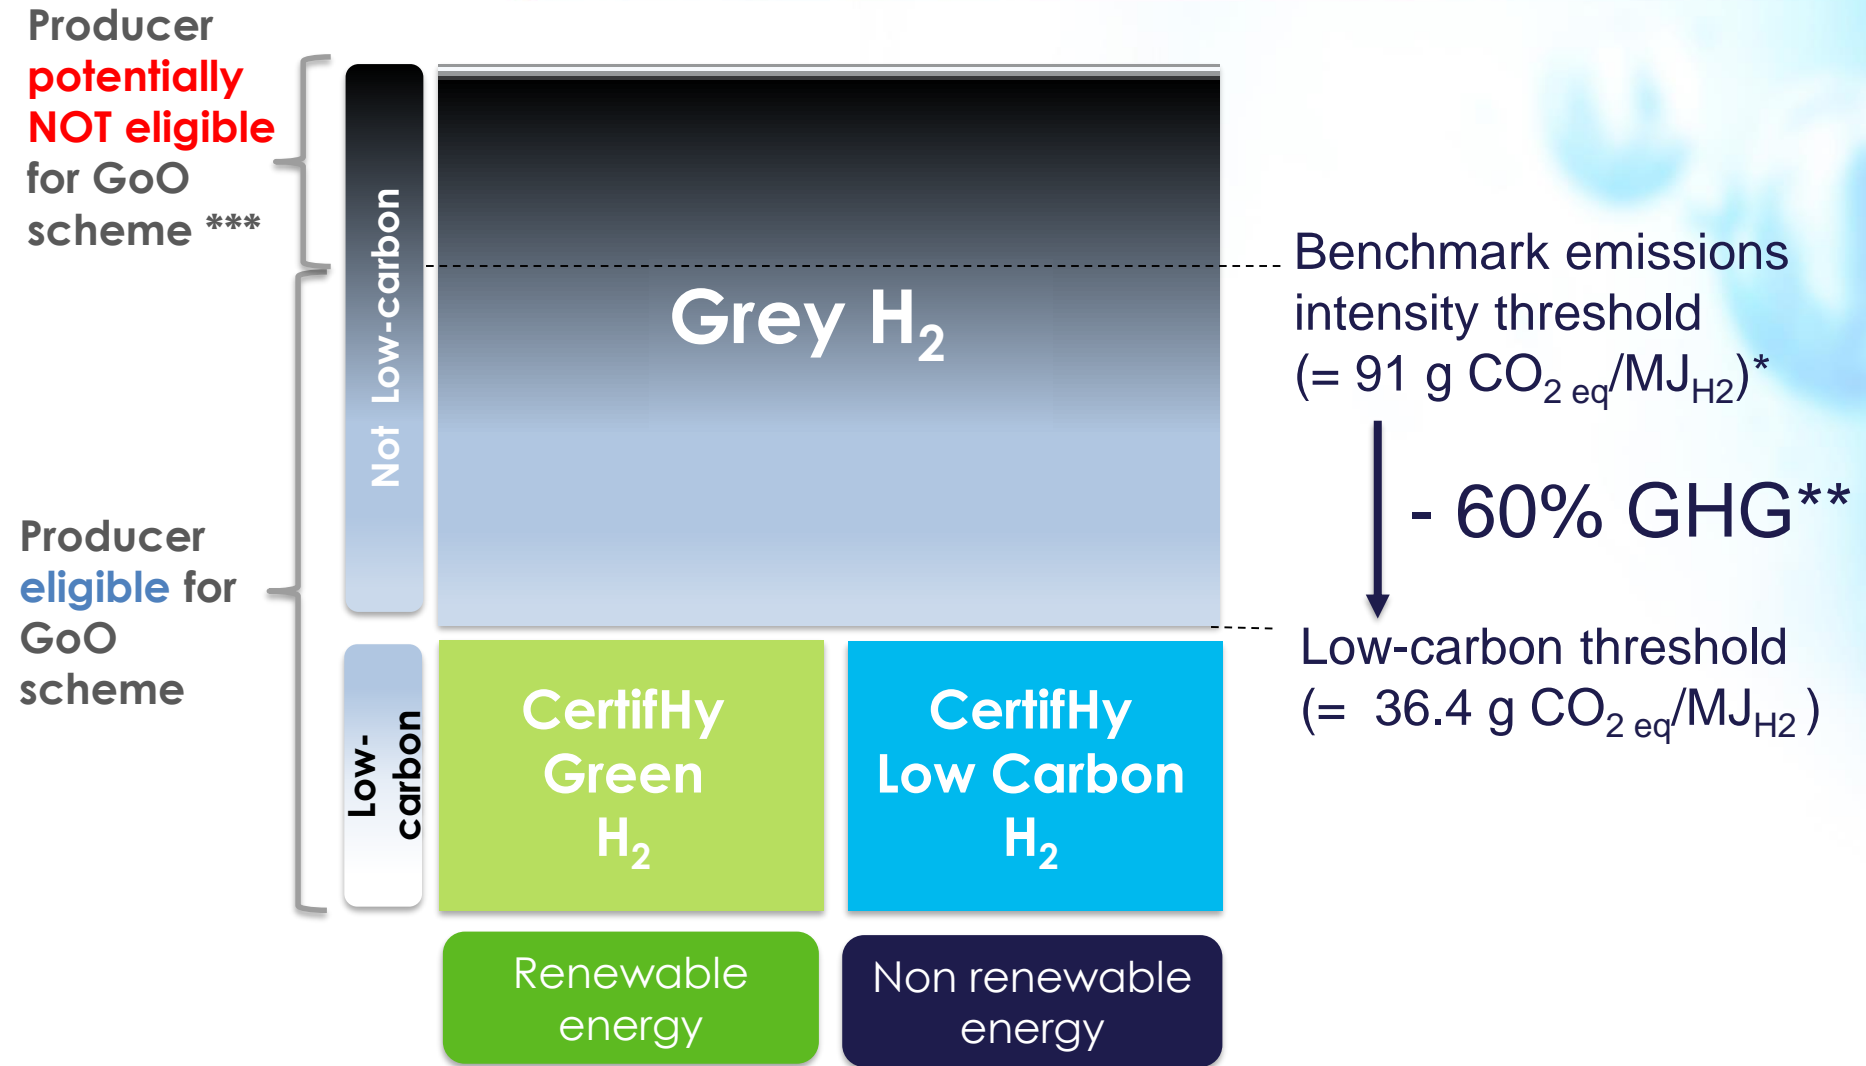 Producer
potentially
NOT eligible
for GoO
scheme ***
Producer
eligible for
GoO
scheme
Not Low-carbon
Low-
carbon
Grey H₂
CertifHy
Green
H₂
CertifHy
Low Carbon
H₂
Renewable
energy
Non renewable
energy
Benchmark emissions
intensity threshold
(= 91 g CO₂ eq/MJH2)*
- 60% GHG**
Low-carbon threshold
(= 36.4 g CO₂ eq/MJH2 )